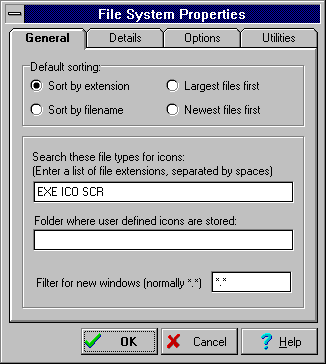 File System Properties
General Details Options Utilities
Default sorting:
Sort by extension Largest files first
Sort by filename Newest files first
Search these file types for icons:
(Enter a list of file extensions, separated by spaces)
EXE ICO SCR
Folder where user defined icons are stored:
Filter for new windows (normally *.*) *.*
OK Cancel ? Help